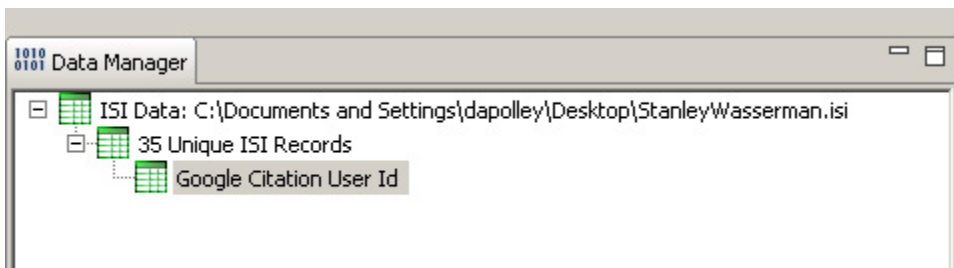 1010
0101 Data Manager
ISI Data: C:\Documents and Settings\dapolley\Desktop\StanleyWasserman.isi
35 Unique ISI Records
Google Citation User Id